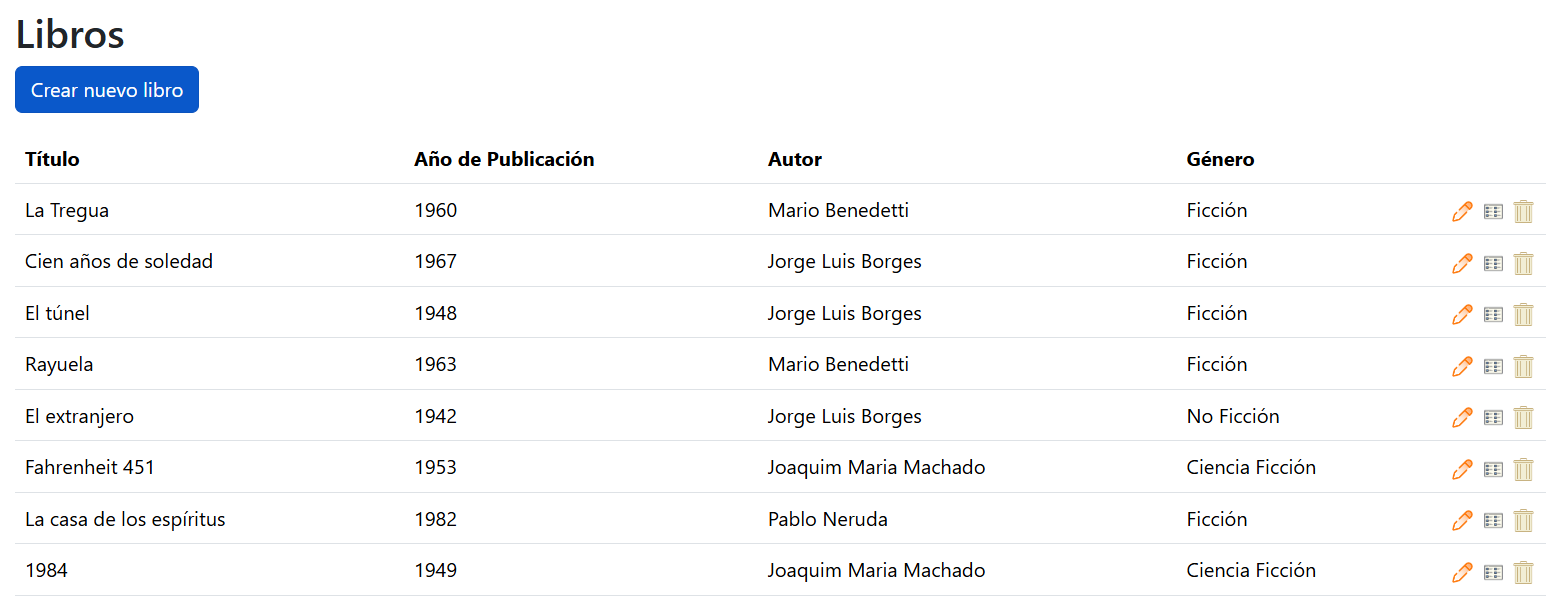 Libros
Crear nuevo libro
Título Año de Publicación Autor Género
La Tregua 1960 Mario Benedetti Ficción
Cien años de soledad 1967 Jorge Luis Borges Ficción
El túnel 1948 Jorge Luis Borges Ficción
Rayuela 1963 Mario Benedetti Ficción
El extranjero 1942 Jorge Luis Borges No Ficción
Fahrenheit 451 1953 Joaquim Maria Machado Ciencia Ficción
La casa de los espíritus 1982 Pablo Neruda Ficción
1984 1949 Joaquim Maria Machado Ciencia Ficción